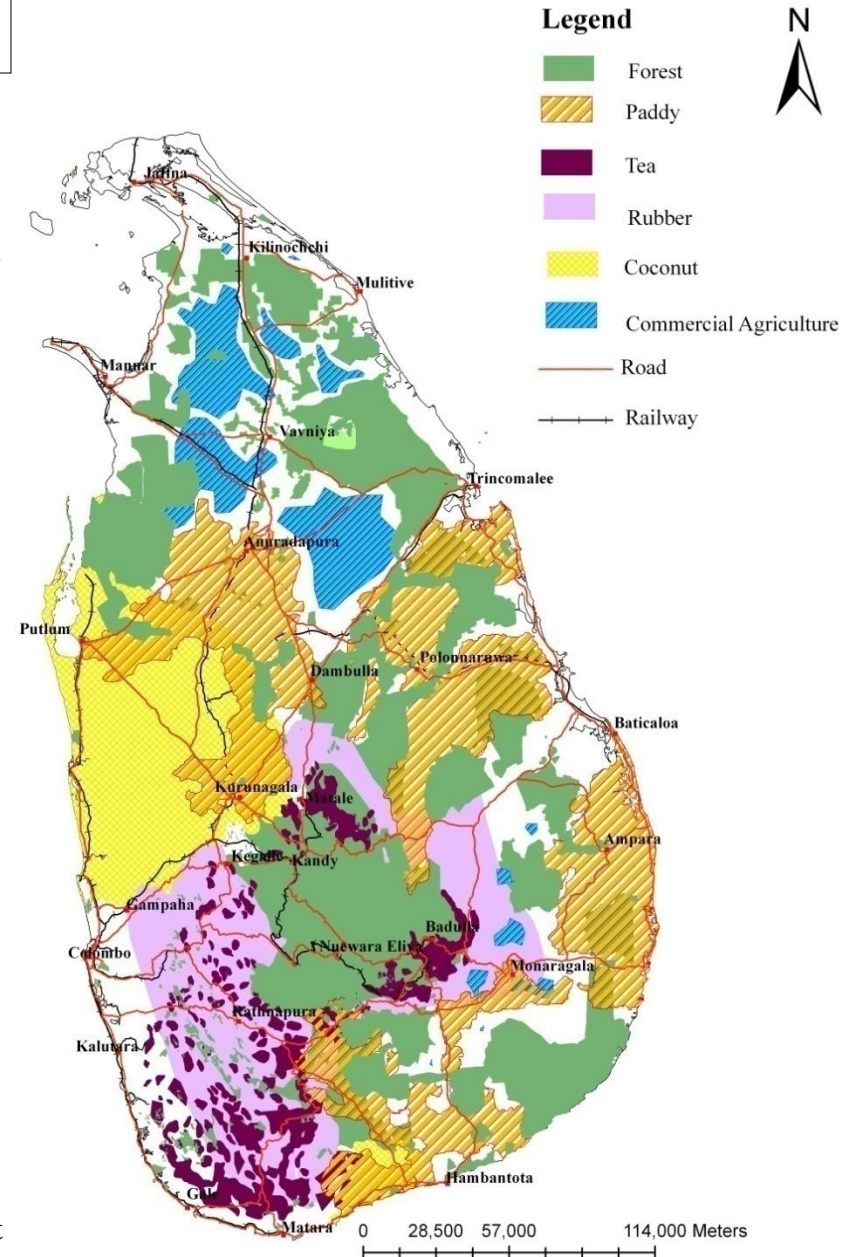 Legend
N
Forest
Paddy
Tea
Rubber
Coconut
Commercial Agriculture
Road
Railway
Jaffna
Kilinochchi
Mulitive
Mannar
Vavniya
Trincomalee
Anuradapura
Putlum
Dambulla
Polonnaruwa
Baticaloa
Kurunagala
Matale
Ampara
Kegalle
Kandy
Gampaha
Badulla
Colombo
Nuewara Eliya
Monaragala
Rathnapura
Kalutara
Hambantota
Gale
Matara
0 28,500 57,000 114,000 Meters